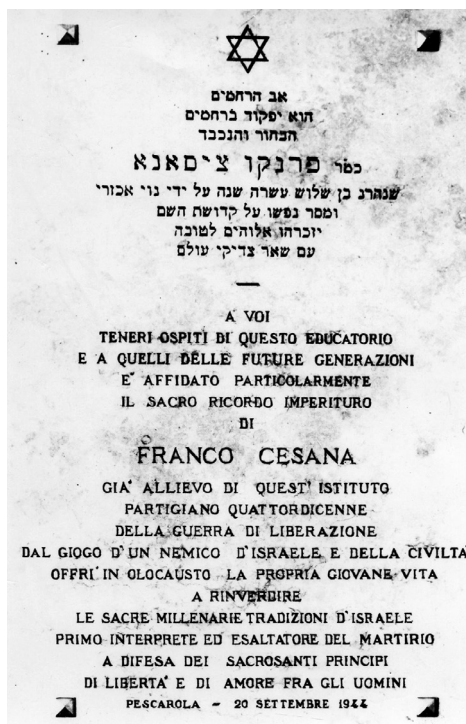 אב הרחמים
הוא יפקוד ברחמים
הבחור והנכבד
כמר פרנקו ציסאנא
שנהרג בן שלוש עשרה שנה על ידי גוי אכזרי
ומסר נפשו על קדושת השם
יזכרהו אלוהים לטובה
עם שאר צדיקי עולם
A' VOI
TENERI OSPITI DI QUESTO EDUCATORIO
E A QUELLI DELLE FUTURE GENERAZIONI
E' AFFIDATO PARTICOLARMENTE
IL SACRO RICORDO IMPERITURO
DI
FRANCO CESANA
GIA' ALLIEVO DI QUEST' ISTITUTO
PARTIGIANO QUATTORDICENNE
DELLA GUERRA DI LIBERAZIONE
DAL GIOGO D'UN NEMICO D'ISRAELE E DELLA CIVILTA'
OFFRI' IN OLOCAUSTO LA PROPRIA GIOVANE VITA
A RINVERDIRE
LE SACRE MILLENARIE TRADIZIONI D'ISRAELE
PRIMO INTERPRETE ED ESALTATORE DEL MARTIRIO
A DIFESA DEI SACROSANTI PRINCIPI
DI LIBERTA' E DI AMORE FRA GLI UOMINI
PESCAROLA - 20 SETTEMBRE 1944